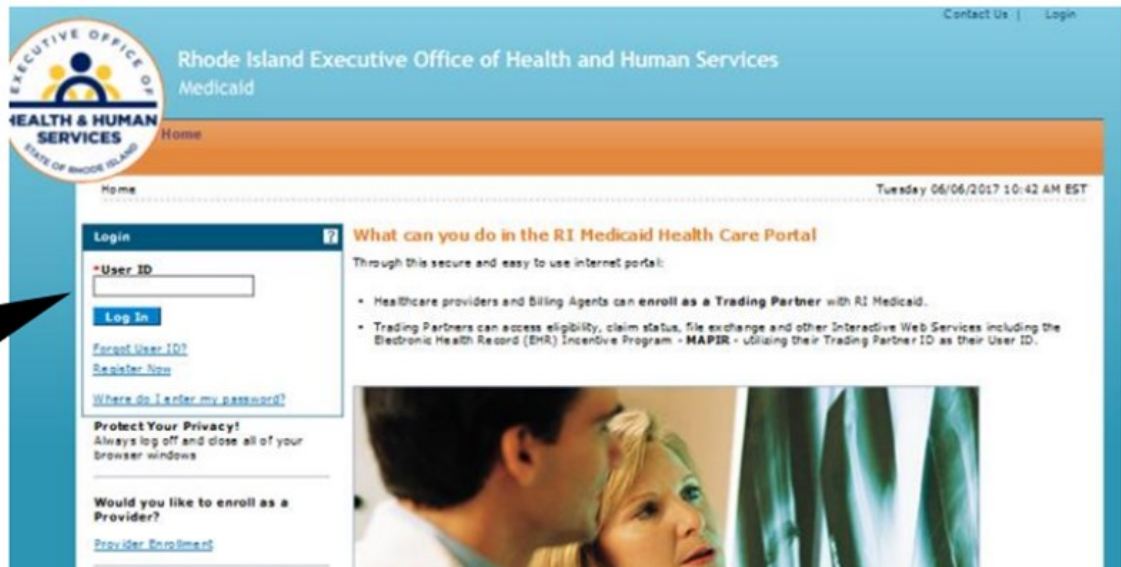 Contact Us | Login
EXECUTIVE OFFICE OF
HEALTH & HUMAN
SERVICES
STATE OF RHODE ISLAND
Rhode Island Executive Office of Health and Human Services
Medicaid
Home
Home
Tuesday 06/06/2017 10:42 AM EST
Login ?
*User ID
Log In
Forgot User ID?
Register Now
Where do I enter my password?
Protect Your Privacy!
Always log off and close all of your
browser windows
Would you like to enroll as a
Provider?
Provider Enrollment
What can you do in the RI Medicaid Health Care Portal
Through this secure and easy to use internet portal:
• Healthcare providers and Billing Agents can enroll as a Trading Partner with RI Medicaid.
• Trading Partners can access eligibility, claim status, file exchange and other Interactive Web Services including the
Electronic Health Record (EHR) Incentive Program - MAPIR - utilizing their Trading Partner ID as their User ID.